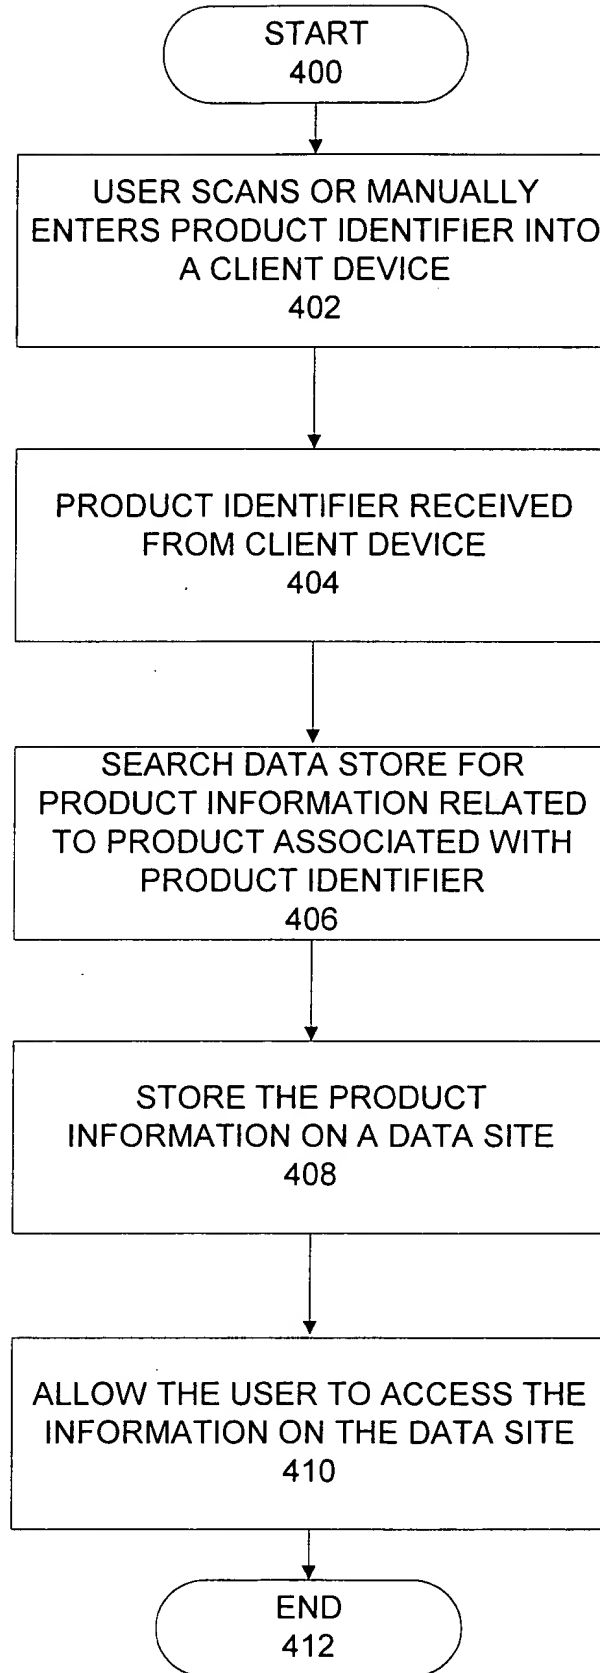 START
400
USER SCANS OR MANUALLY
ENTERS PRODUCT IDENTIFIER INTO
A CLIENT DEVICE
402
PRODUCT IDENTIFIER RECEIVED
FROM CLIENT DEVICE
404
SEARCH DATA STORE FOR
PRODUCT INFORMATION RELATED
TO PRODUCT ASSOCIATED WITH
PRODUCT IDENTIFIER
406
STORE THE PRODUCT
INFORMATION ON A DATA SITE
408
ALLOW THE USER TO ACCESS THE
INFORMATION ON THE DATA SITE
410
END
412